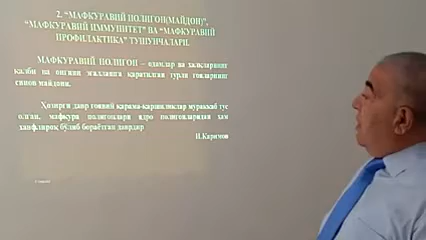 2. “МАФКУРАВИЙ ПОЛИГОН(МАЙДОН)”,
“МАФКУРАВИЙ ИММУНИТЕТ” ВА “МАФКУРАВИЙ
ПРОФИЛАКТИКА” ТУШУНЧАЛАРИ.
МАФКУРАВИЙ ПОЛИГОН – одамлар ва халқларнинг
қалби ва онгини эгаллашга қаратилган турли ғояларнинг
синов майдони.
Ҳозирги давр ғоявий қарама-қаршиликлар мураккаб тус
олган, мафкура полигонлари ядро полигонларидан ҳам
хавфлироқ бўлиб бораётган даврдир
И.Каримов